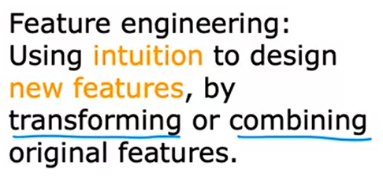 Feature engineering:
Using intuition to design
new features, by
transforming or combining
original features.